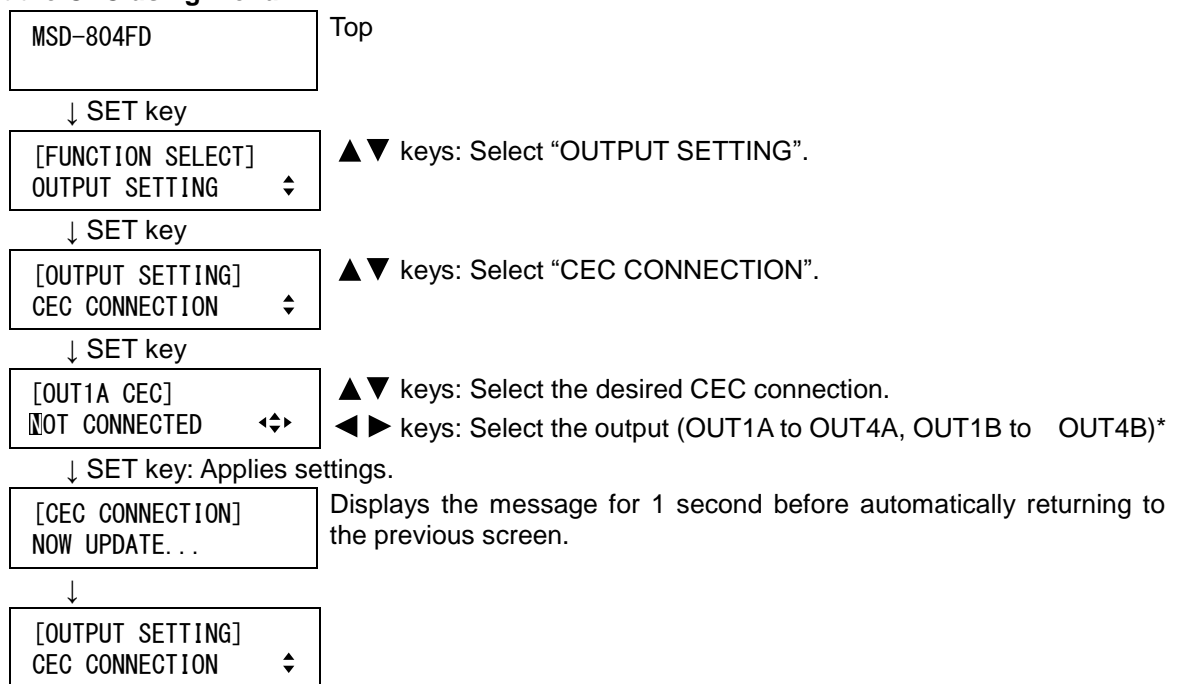 MSD-804FD
Top
↓ SET key
[FUNCTION SELECT]
OUTPUT SETTING
▲▼ keys: Select “OUTPUT SETTING”.
↓ SET key
[OUTPUT SETTING]
CEC CONNECTION
▲▼ keys: Select “CEC CONNECTION”.
↓ SET key
[OUT1A CEC]
NOT CONNECTED
▲▼ keys: Select the desired CEC connection.
◀ ▶ keys: Select the output (OUT1A to OUT4A, OUT1B to OUT4B)*
↓ SET key: Applies settings.
[CEC CONNECTION]
NOW UPDATE...
Displays the message for 1 second before automatically returning to
the previous screen.
↓
[OUTPUT SETTING]
CEC CONNECTION